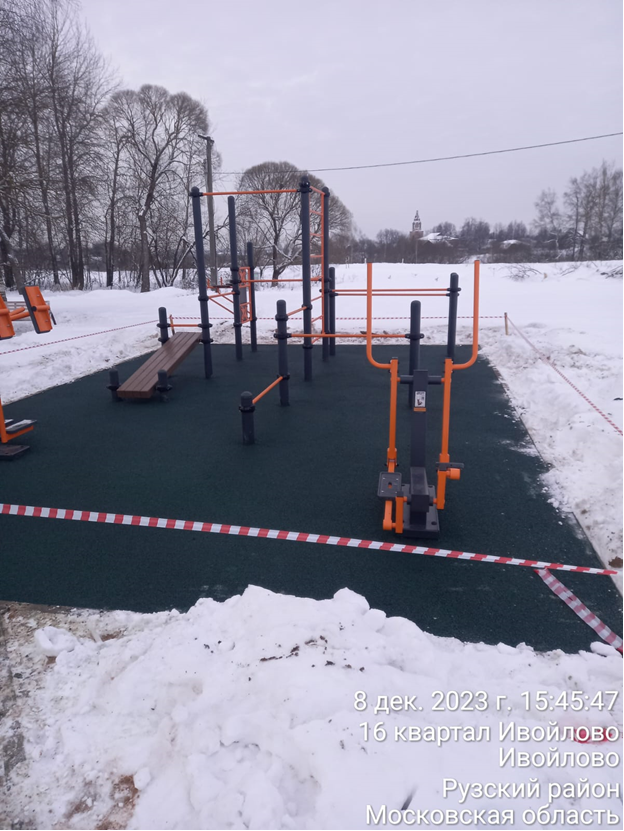 8 дек. 2023 г. 15:45:47
16 квартал Ивойлово
Ивойлово
Рузский район
Московская область